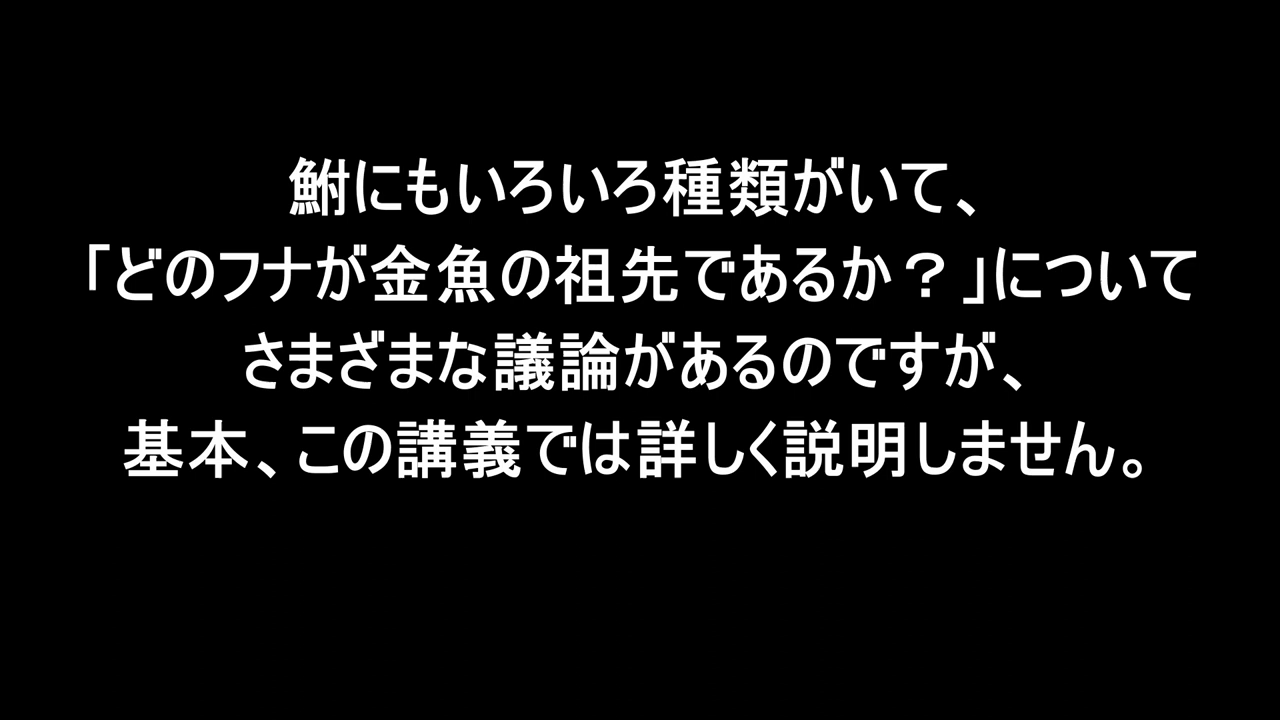 鮒にもいろいろ種類がいて、
「どのフナが金魚の祖先であるか？」について
さまざまな議論があるのですが、
基本、この講義では詳しく説明しません。